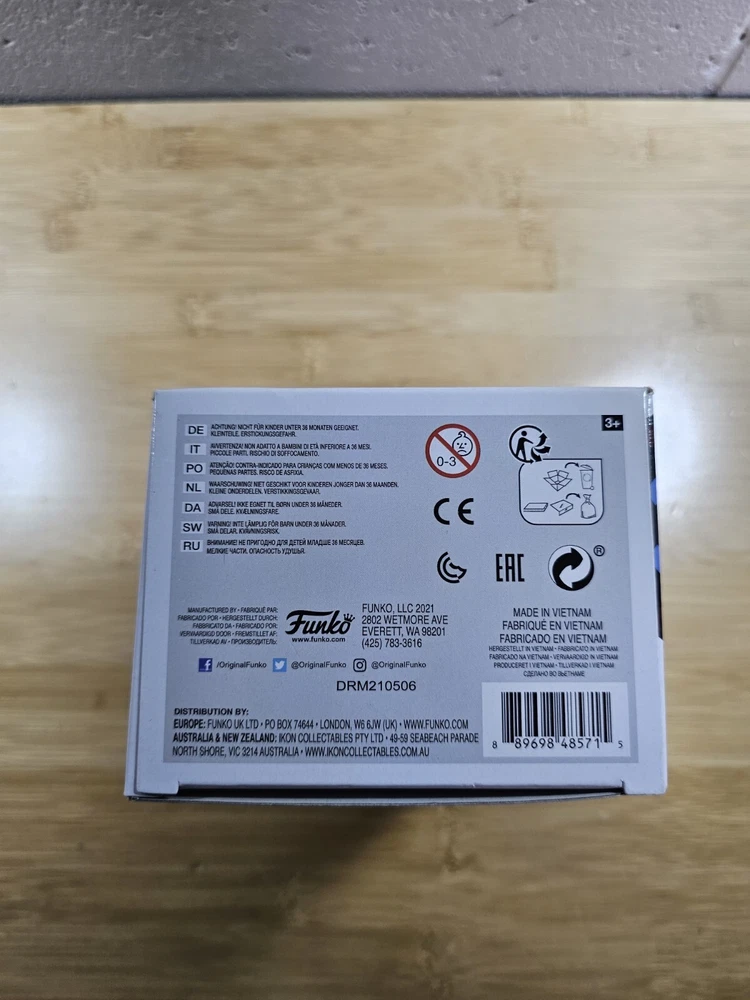 DE ACHTUNG! NICHT FÜR KINDER UNTER 36 MONATEN GEEIGNET.
KLEINTEILE, ERSTICKUNGSGEFAHR.
IT AVVERTENZA! NON ADATTO A BAMBINI DI ETÀ INFERIORE A 36 MESI.
PICCOLE PARTI. RISCHIO DI SOFFOCAMENTO.
PO ATENÇÃO! CONTRA-INDICADO PARA CRIANÇAS COM MENOS DE 36 MESES.
PEQUENAS PARTES. RISCO DE ASFIXIA.
NL WAARSCHUWING! NIET GESCHIKT VOOR KINDEREN JONGER DAN 36 MAANDEN.
KLEINE ONDERDELEN. VERSTIKKINGSGEVAAR.
DA ADVARSEL! IKKE EGNET TIL BØRN UNDER 36 MÅNEDER.
SMÅ DELE. KVÆLNINGSFARE.
SW VARNING! INTE LÄMPLIG FÖR BARN UNDER 36 MÅNADER.
SMÅ DELAR. KVÄVNINGSRISK.
RU ВНИМАНИЕ! НЕ ПРИГОДНО ДЛЯ ДЕТЕЙ МЛАДШЕ 36 МЕСЯЦЕВ.
МЕЛКИЕ ЧАСТИ. ОПАСНОСТЬ УДУШЬЯ.
0-3
3+
CE
EAC
®
MANUFACTURED BY • FABRIQUÉ PAR:
FABRICADO POR • HERGESTELLT DURCH:
FABBRICATO DA • FABRICADO POR:
VERVAARDIGD DOOR • FREMSTILLET AF:
TILLVERKAD AV • ПРОИЗВОДИТЕЛЬ:
Funko
www.funko.com
FUNKO, LLC 2021
2802 WETMORE AVE
EVERETT, WA 98201
(425) 783-3616
/OriginalFunko @OriginalFunko @OriginalFunko
DRM210506
MADE IN VIETNAM
FABRIQUÉ EN VIETNAM
FABRICADO EN VIETNAM
HERGESTELLT IN VIETNAM • FABBRICATO IN VIETNAM
FABRICADO NA VIETNAM • VERVAARDIGD IN VIETNAM
PRODUCERET I VIETNAM • TILLVERKAD I VIETNAM
СДЕЛАНО ВО ВЬЕТНАМЕ
DISTRIBUTION BY:
EUROPE: FUNKO UK LTD • PO BOX 74644 • LONDON, W6 6JW (UK) • WWW.FUNKO.COM
AUSTRALIA & NEW ZEALAND: IKON COLLECTABLES PTY LTD • 49-59 SEABEACH PARADE
NORTH SHORE, VIC 3214 AUSTRALIA • WWW.IKONCOLLECTABLES.COM.AU
8 89698 48571 5